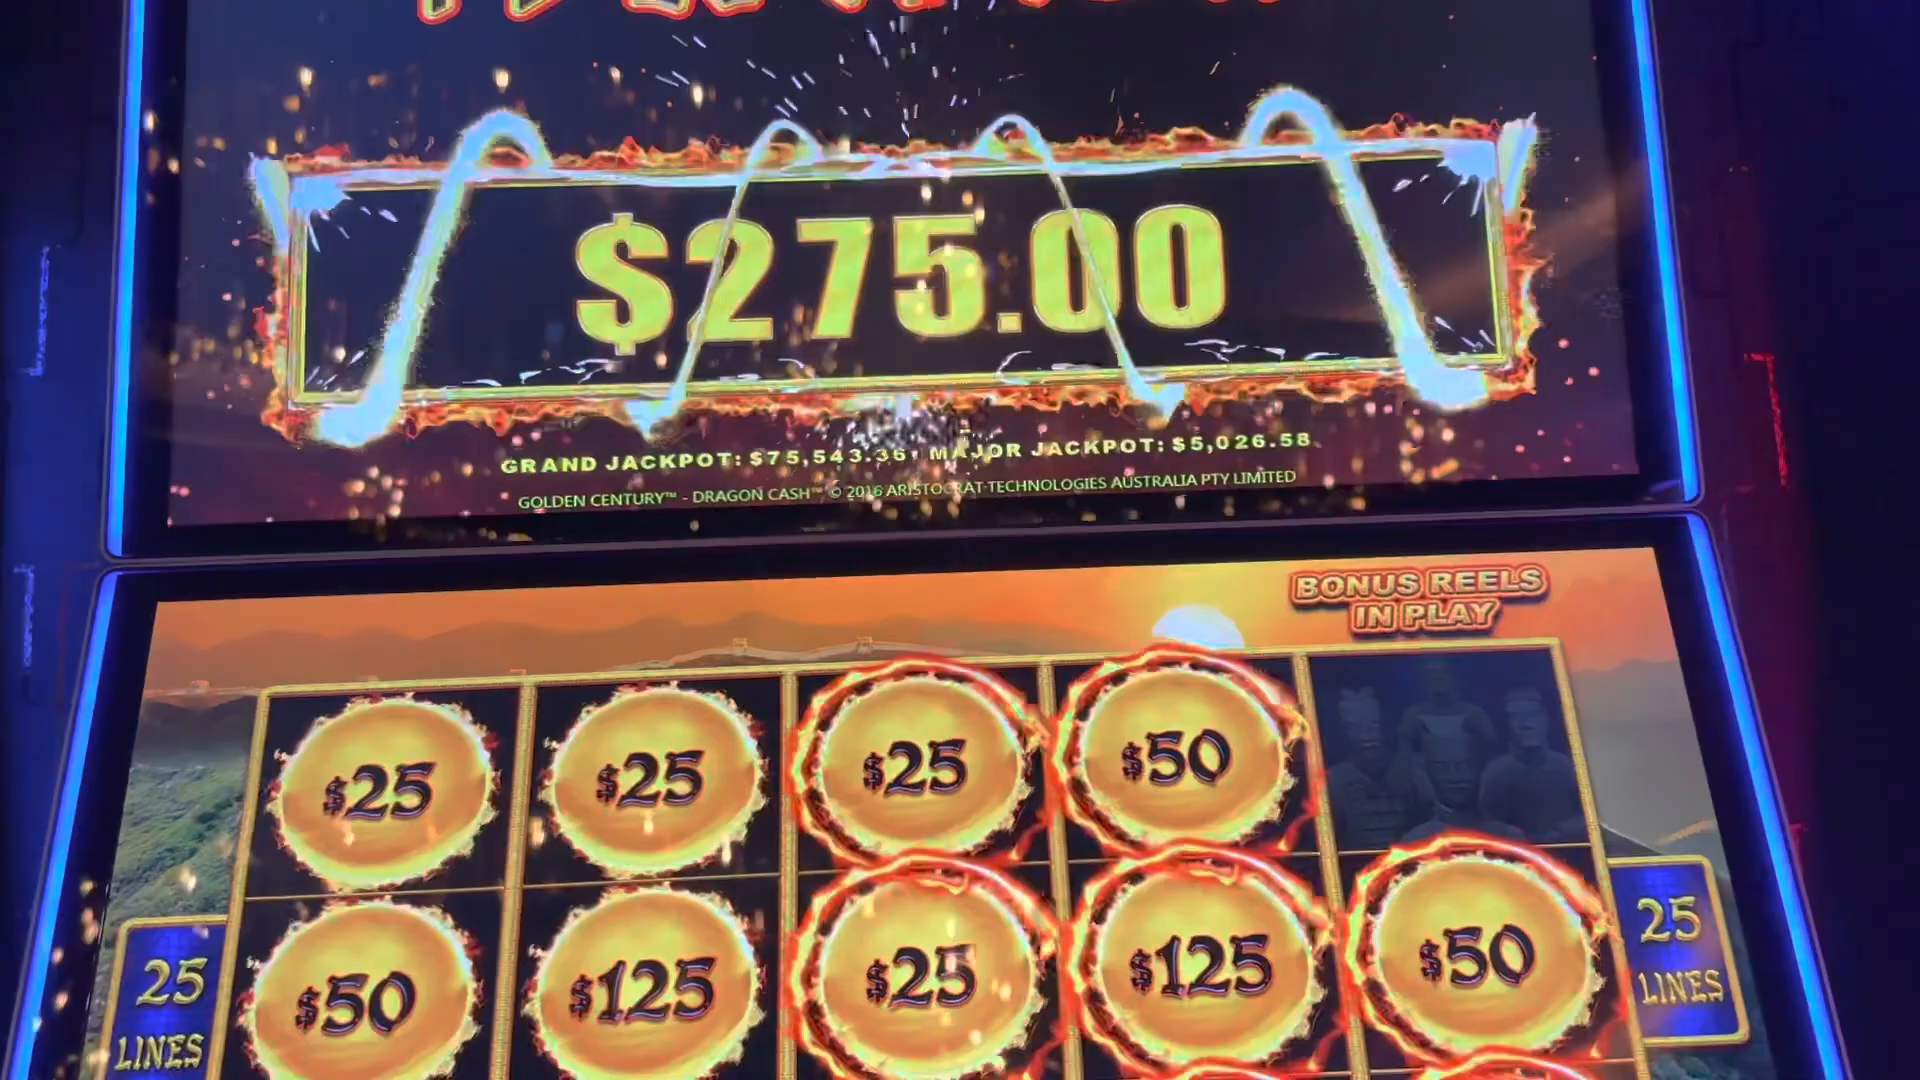 $275.00
GRAND JACKPOT: $75,543.36 MAJOR JACKPOT: $5,026.58
GOLDEN CENTURY™ - DRAGON CASH™ © 2016 ARISTOCRAT TECHNOLOGIES AUSTRALIA PTY LIMITED
BONUS REELS
IN PLAY
$25 $25 $25 $50
$50 $125 $25 $125 $50
25
LINES
25
LINES